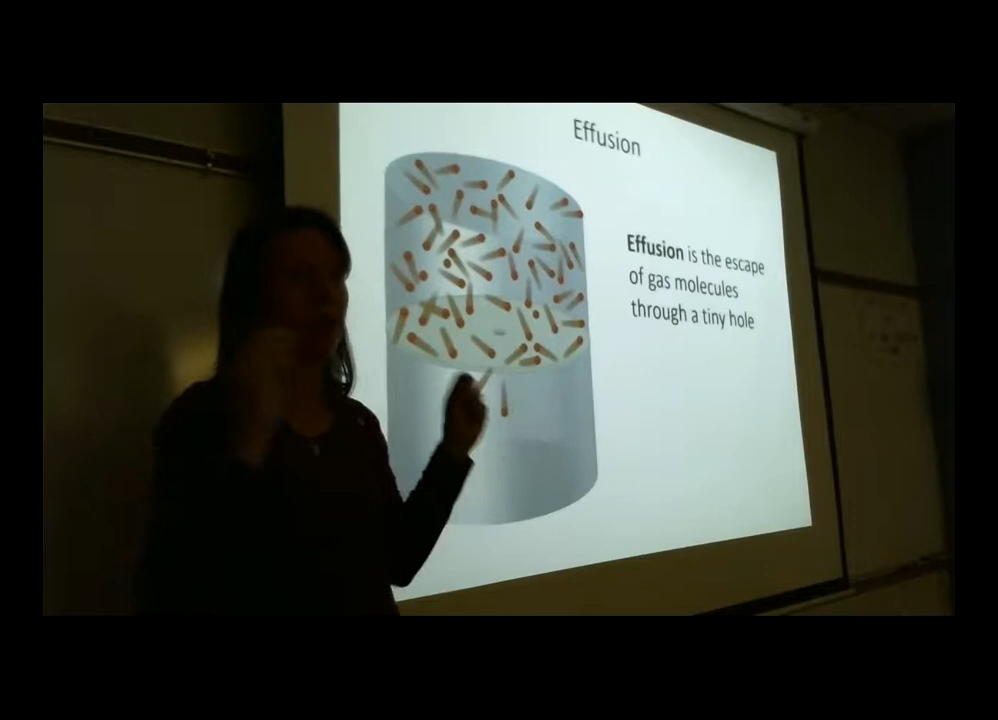 Effusion
Effusion is the escape
of gas molecules
through a tiny hole